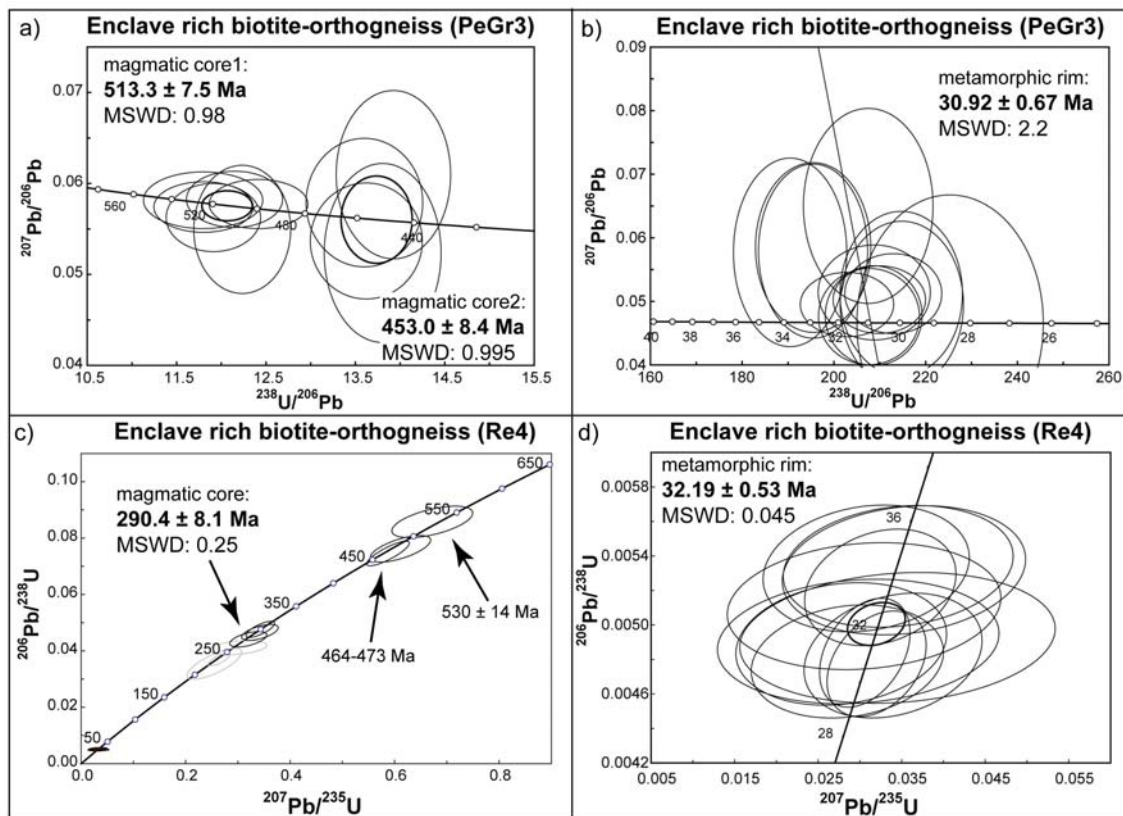 a) Enclave rich biotite-orthogneiss (PeGr3)
magmatic core1:
513.3 ± 7.5 Ma
MSWD: 0.98
0.07
0.06
0.05
0.04
²⁰⁷Pb/²⁰⁶Pb
560
520
480
440
magmatic core2:
453.0 ± 8.4 Ma
MSWD: 0.995
10.5 11.5 12.5 13.5 14.5 15.5
²³⁸U/²⁰⁶Pb
b) Enclave rich biotite-orthogneiss (PeGr3)
metamorphic rim:
30.92 ± 0.67 Ma
MSWD: 2.2
0.09
0.08
0.07
0.06
0.05
0.04
²⁰⁷Pb/²⁰⁶Pb
40 38 36 34 32 30 28 26
160 180 200 220 240 260
²³⁸U/²⁰⁶Pb
c) Enclave rich biotite-orthogneiss (Re4)
magmatic core:
290.4 ± 8.1 Ma
MSWD: 0.25
0.10
0.08
0.06
0.04
0.02
0.00
²⁰⁶Pb/²³⁸U
650
550
450
350
250
150
50
530 ± 14 Ma
464-473 Ma
0.0 0.2 0.4 0.6 0.8
²⁰⁷Pb/²³⁵U
d) Enclave rich biotite-orthogneiss (Re4)
metamorphic rim:
32.19 ± 0.53 Ma
MSWD: 0.045
0.0058
0.0054
0.0050
0.0046
0.0042
²⁰⁶Pb/²³⁸U
36
32
28
0.005 0.015 0.025 0.035 0.045 0.055
²⁰⁷Pb/²³⁵U